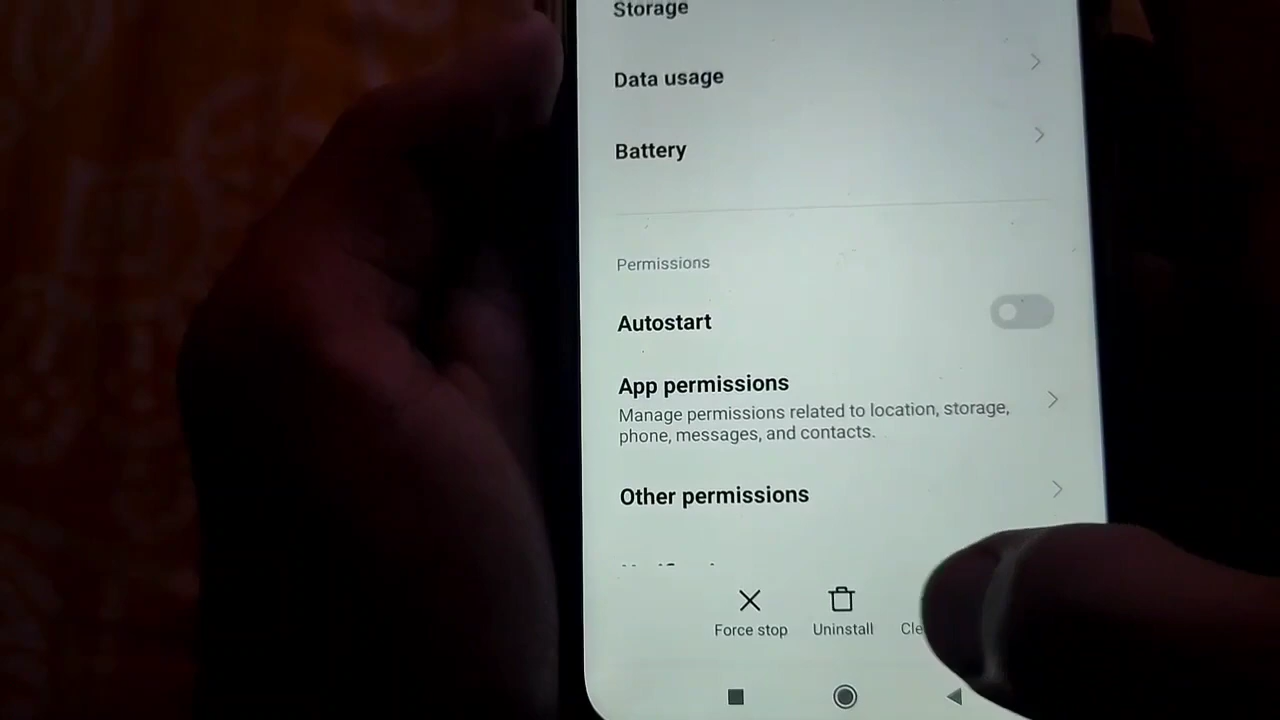 Storage
Data usage
Battery
Permissions
Autostart
App permissions
Manage permissions related to location, storage,
phone, messages, and contacts.
Other permissions
Force stop
Uninstall